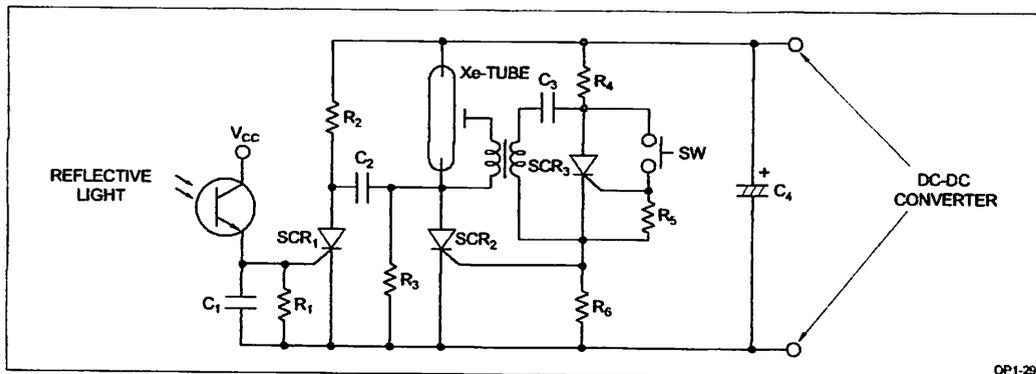 Xe-TUBE
C3
R4
R2
VCC
C2
SW
REFLECTIVE
LIGHT
SCR3
+
C4
DC-DC
CONVERTER
SCR1
SCR2
R5
R3
C1
R1
R6
OP1-29